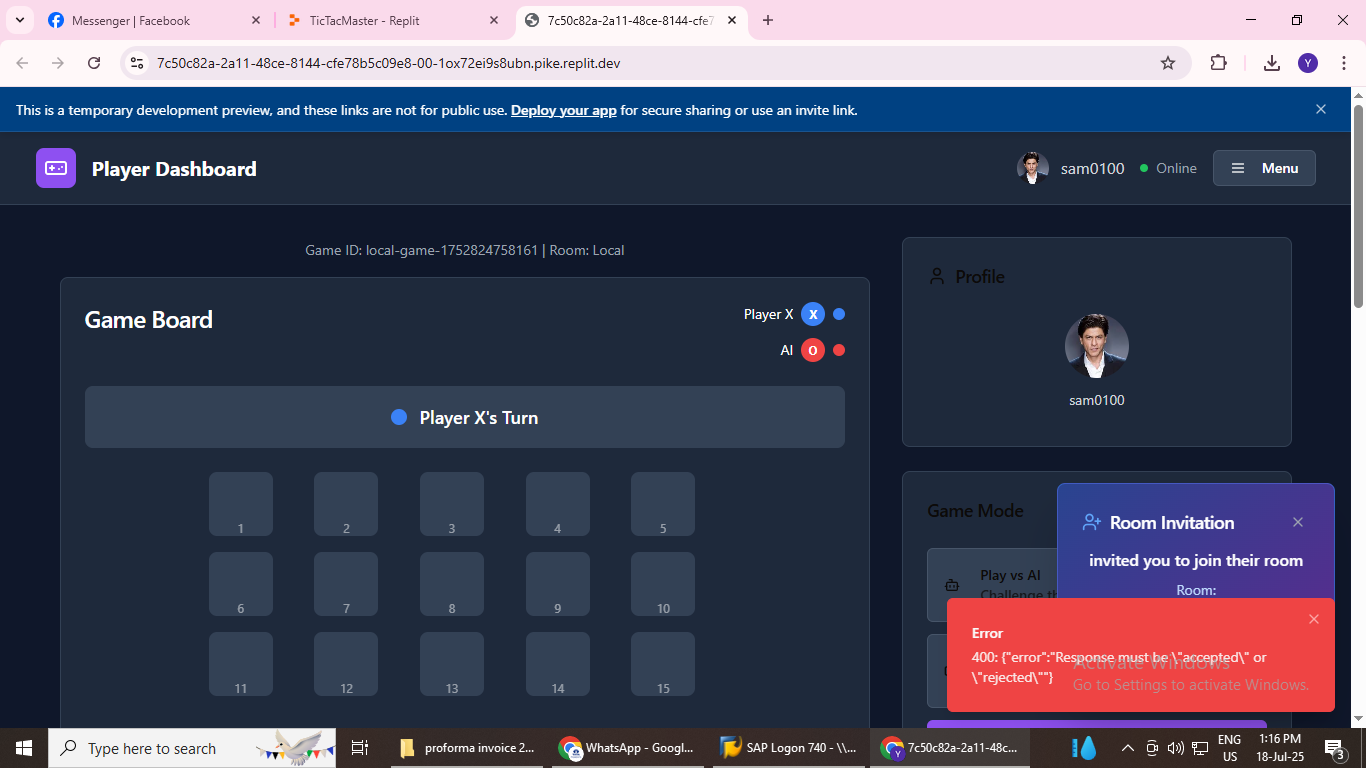 Messenger | Facebook
TicTacMaster - Replit
7c50c82a-2a11-48ce-8144-cfe7
7c50c82a-2a11-48ce-8144-cfe78b5c09e8-00-1ox72ei9s8ubn.pike.replit.dev
Y
This is a temporary development preview, and these links are not for public use. Deploy your app for secure sharing or use an invite link.
Player Dashboard
sam0100
Online
Menu
Game ID: local-game-1752824758161 | Room: Local
Game Board
Player X X
AI O
Player X's Turn
1 2 3 4 5
6 7 8 9 10
11 12 13 14 15
Profile
sam0100
Game Mode
Play vs AI
Challenge th
Room Invitation
invited you to join their room
Room:
Error
400: {"error":"Response must be \"accepted\" or
\"rejected\""}
Activate Windows
Go to Settings to activate Windows.
Type here to search
proforma invoice 2...
WhatsApp - Googl...
SAP Logon 740 - \\...
Y
7c50c82a-2a11-48c...
ENG
US
1:16 PM
18-Jul-25
3